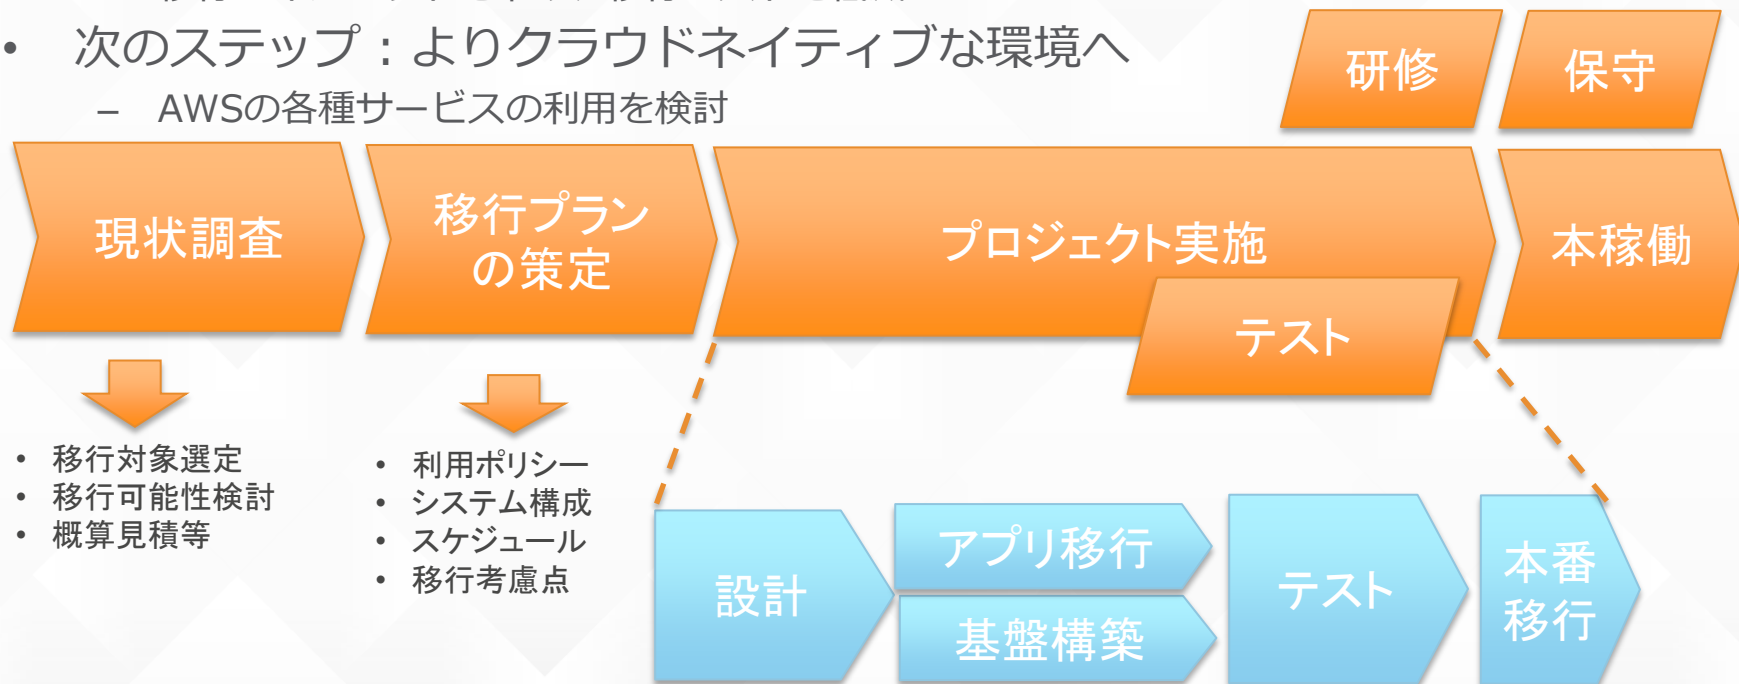 • 次のステップ：よりクラウドネイティブな環境へ
– AWSの各種サービスの利用を検討
研修
保守
現状調査
移行プラン
の策定
プロジェクト実施
テスト
本稼働
• 移行対象選定
• 移行可能性検討
• 概算見積等
• 利用ポリシー
• システム構成
• スケジュール
• 移行考慮点
設計
アプリ移行
基盤構築
テスト
本番
移行